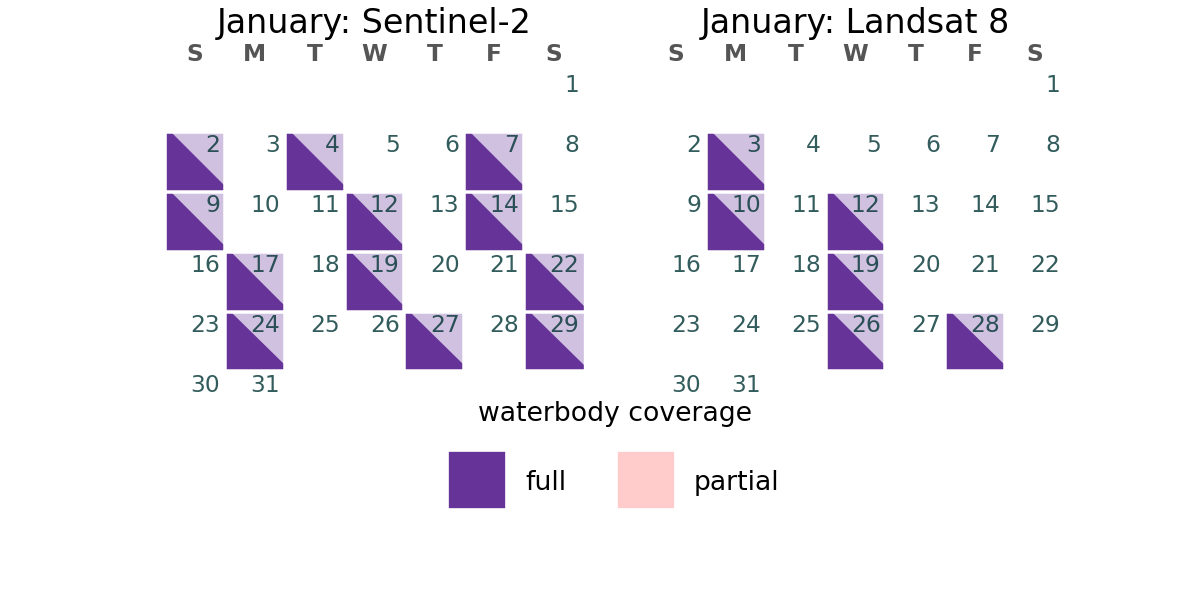 January: Sentinel-2
S M T W T F S
1
2 3 4 5 6 7 8
9 10 11 12 13 14 15
16 17 18 19 20 21 22
23 24 25 26 27 28 29
30 31
January: Landsat 8
S M T W T F S
1
2 3 4 5 6 7 8
9 10 11 12 13 14 15
16 17 18 19 20 21 22
23 24 25 26 27 28 29
30 31
waterbody coverage
full partial